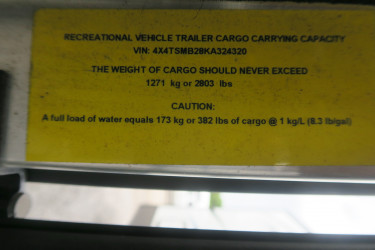 RECREATIONAL VEHICLE TRAILER CARGO CARRYING CAPACITY
VIN: 4X4TSMB28KA324320
THE WEIGHT OF CARGO SHOULD NEVER EXCEED
1271 kg or 2803 lbs
CAUTION:
A full load of water equals 173 kg or 382 lbs of cargo @ 1 kg/L (8.3 lb/gal)